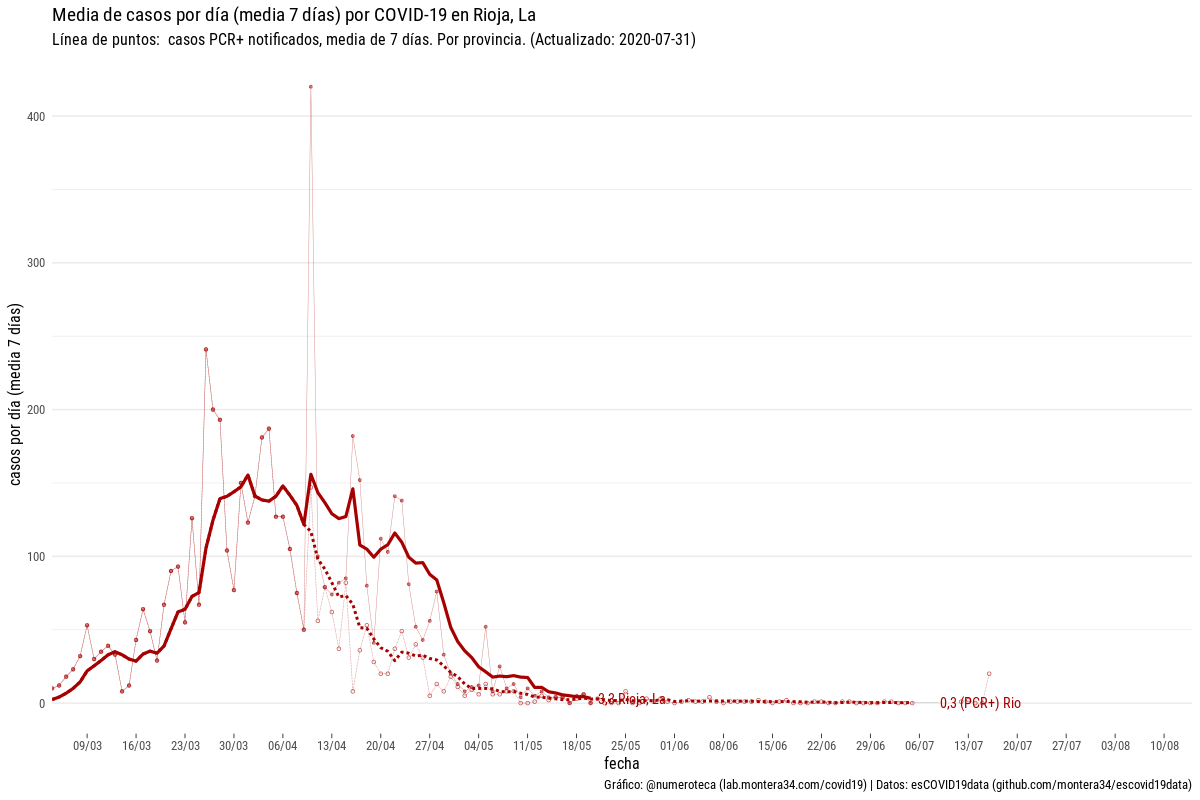 Media de casos por día (media 7 días) por COVID-19 en Rioja, La
Línea de puntos:  casos PCR+ notificados, media de 7 días. Por provincia. (Actualizado: 2020-07-31)
casos por día (media 7 días)
400
300
200
100
0
3,3 Rioja, La
0,3 (PCR+) Rio
09/03 16/03 23/03 30/03 06/04 13/04 20/04 27/04 04/05 11/05 18/05 25/05 01/06 08/06 15/06 22/06 29/06 06/07 13/07 20/07 27/07 03/08 10/08
fecha
Gráfico: @numeroteca (lab.montera34.com/covid19) | Datos: esCOVID19data (github.com/montera34/escovid19data)